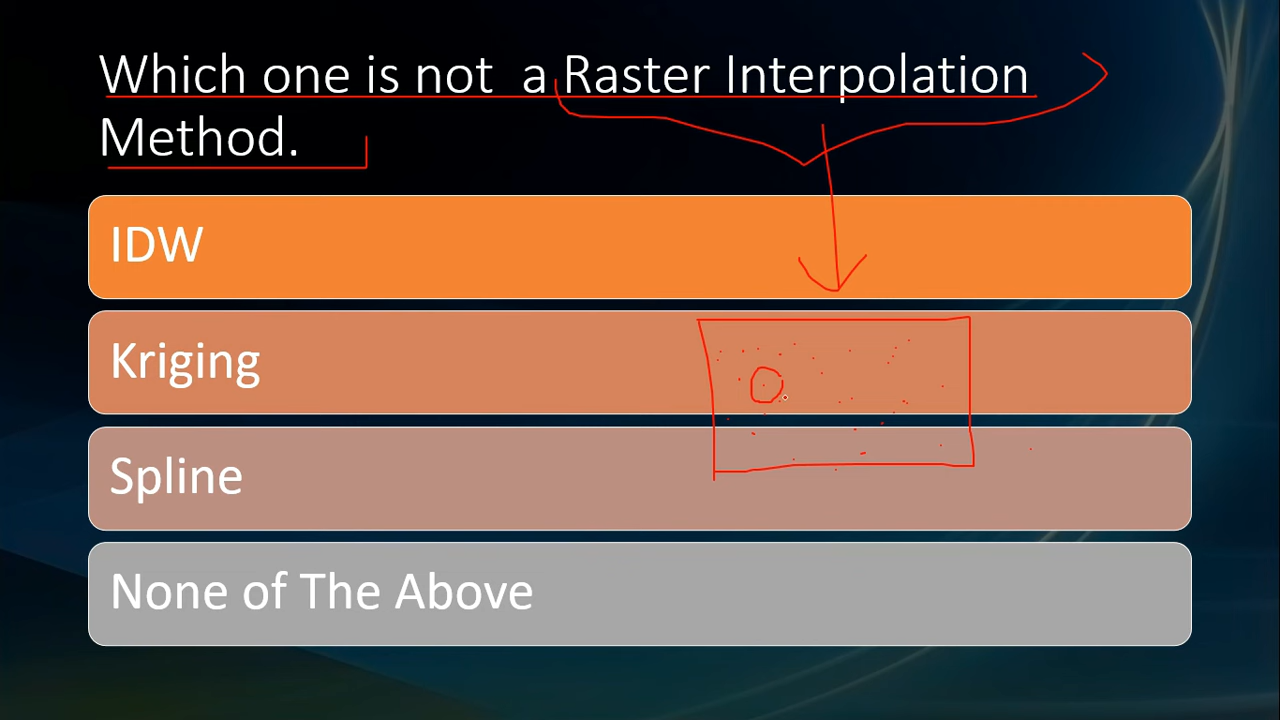 Which one is not a Raster Interpolation
Method.
IDW
Kriging
Spline
None of The Above